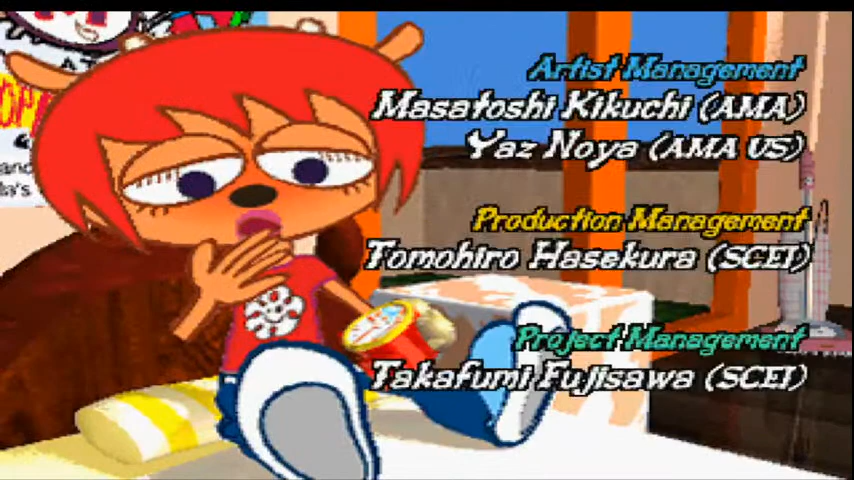 Artist Management
Masatoshi Kikuchi (AMA)
Yaz Noya (AMA US)
Production Management
Tomohiro Hasekura (SCEI)
Project Management
Takafumi Fujisawa (SCEI)